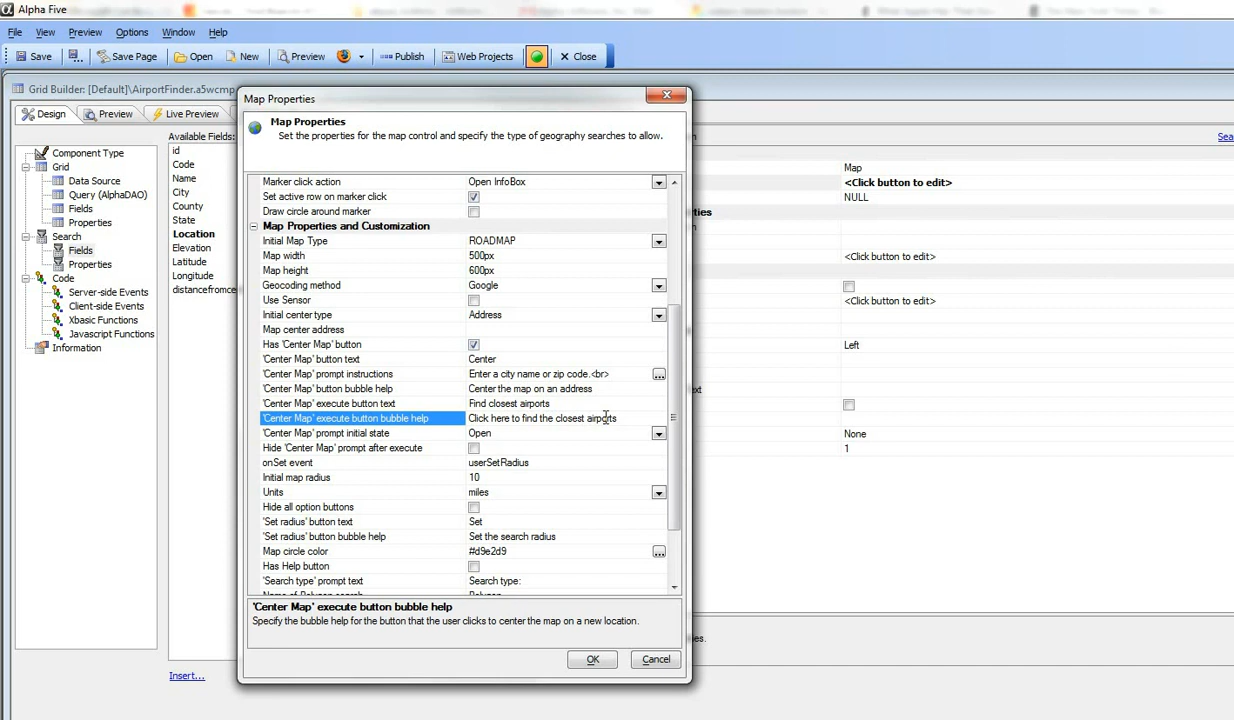 Alpha Five
File View Preview Options Window Help
Save Save Page Open New Preview Publish Web Projects Close
Grid Builder: [Default]\AirportFinder.a5wcmp
Design Preview Live Preview
Component Type
Grid
Data Source
Query (AlphaDAO)
Fields
Properties
Search
Fields
Properties
Code
Server-side Events
Client-side Events
Xbasic Functions
Javascript Functions
Information
Available Fields:
id
Code
Name
City
County
State
Location
Elevation
Latitude
Longitude
distancefromce
Insert...
Map Properties
Map Properties
Set the properties for the map control and specify the type of geography searches to allow.
Marker click action Open InfoBox
Set active row on marker click
Draw circle around marker
Map Properties and Customization
Initial Map Type ROADMAP
Map width 500px
Map height 600px
Geocoding method Google
Use Sensor
Initial center type Address
Map center address
Has 'Center Map' button
'Center Map' button text Center
'Center Map' prompt instructions Enter a city name or zip code.<br>
'Center Map' button bubble help Center the map on an address
'Center Map' execute button text Find closest airports
'Center Map' execute button bubble help Click here to find the closest airports
'Center Map' prompt initial state Open
Hide 'Center Map' prompt after execute
onSet event userSetRadius
Initial map radius 10
Units miles
Hide all option buttons
'Set radius' button text Set
'Set radius' button bubble help Set the search radius
Map circle color #d9e2d9
Has Help button
'Search type' prompt text Search type:
Name of Polygon search Polygon
'Center Map' execute button bubble help
Specify the bubble help for the button that the user clicks to center the map on a new location.
OK Cancel
Sea
Map
<Click button to edit>
NULL
ties
<Click button to edit>
<Click button to edit>
Left
xt
None
1
es.